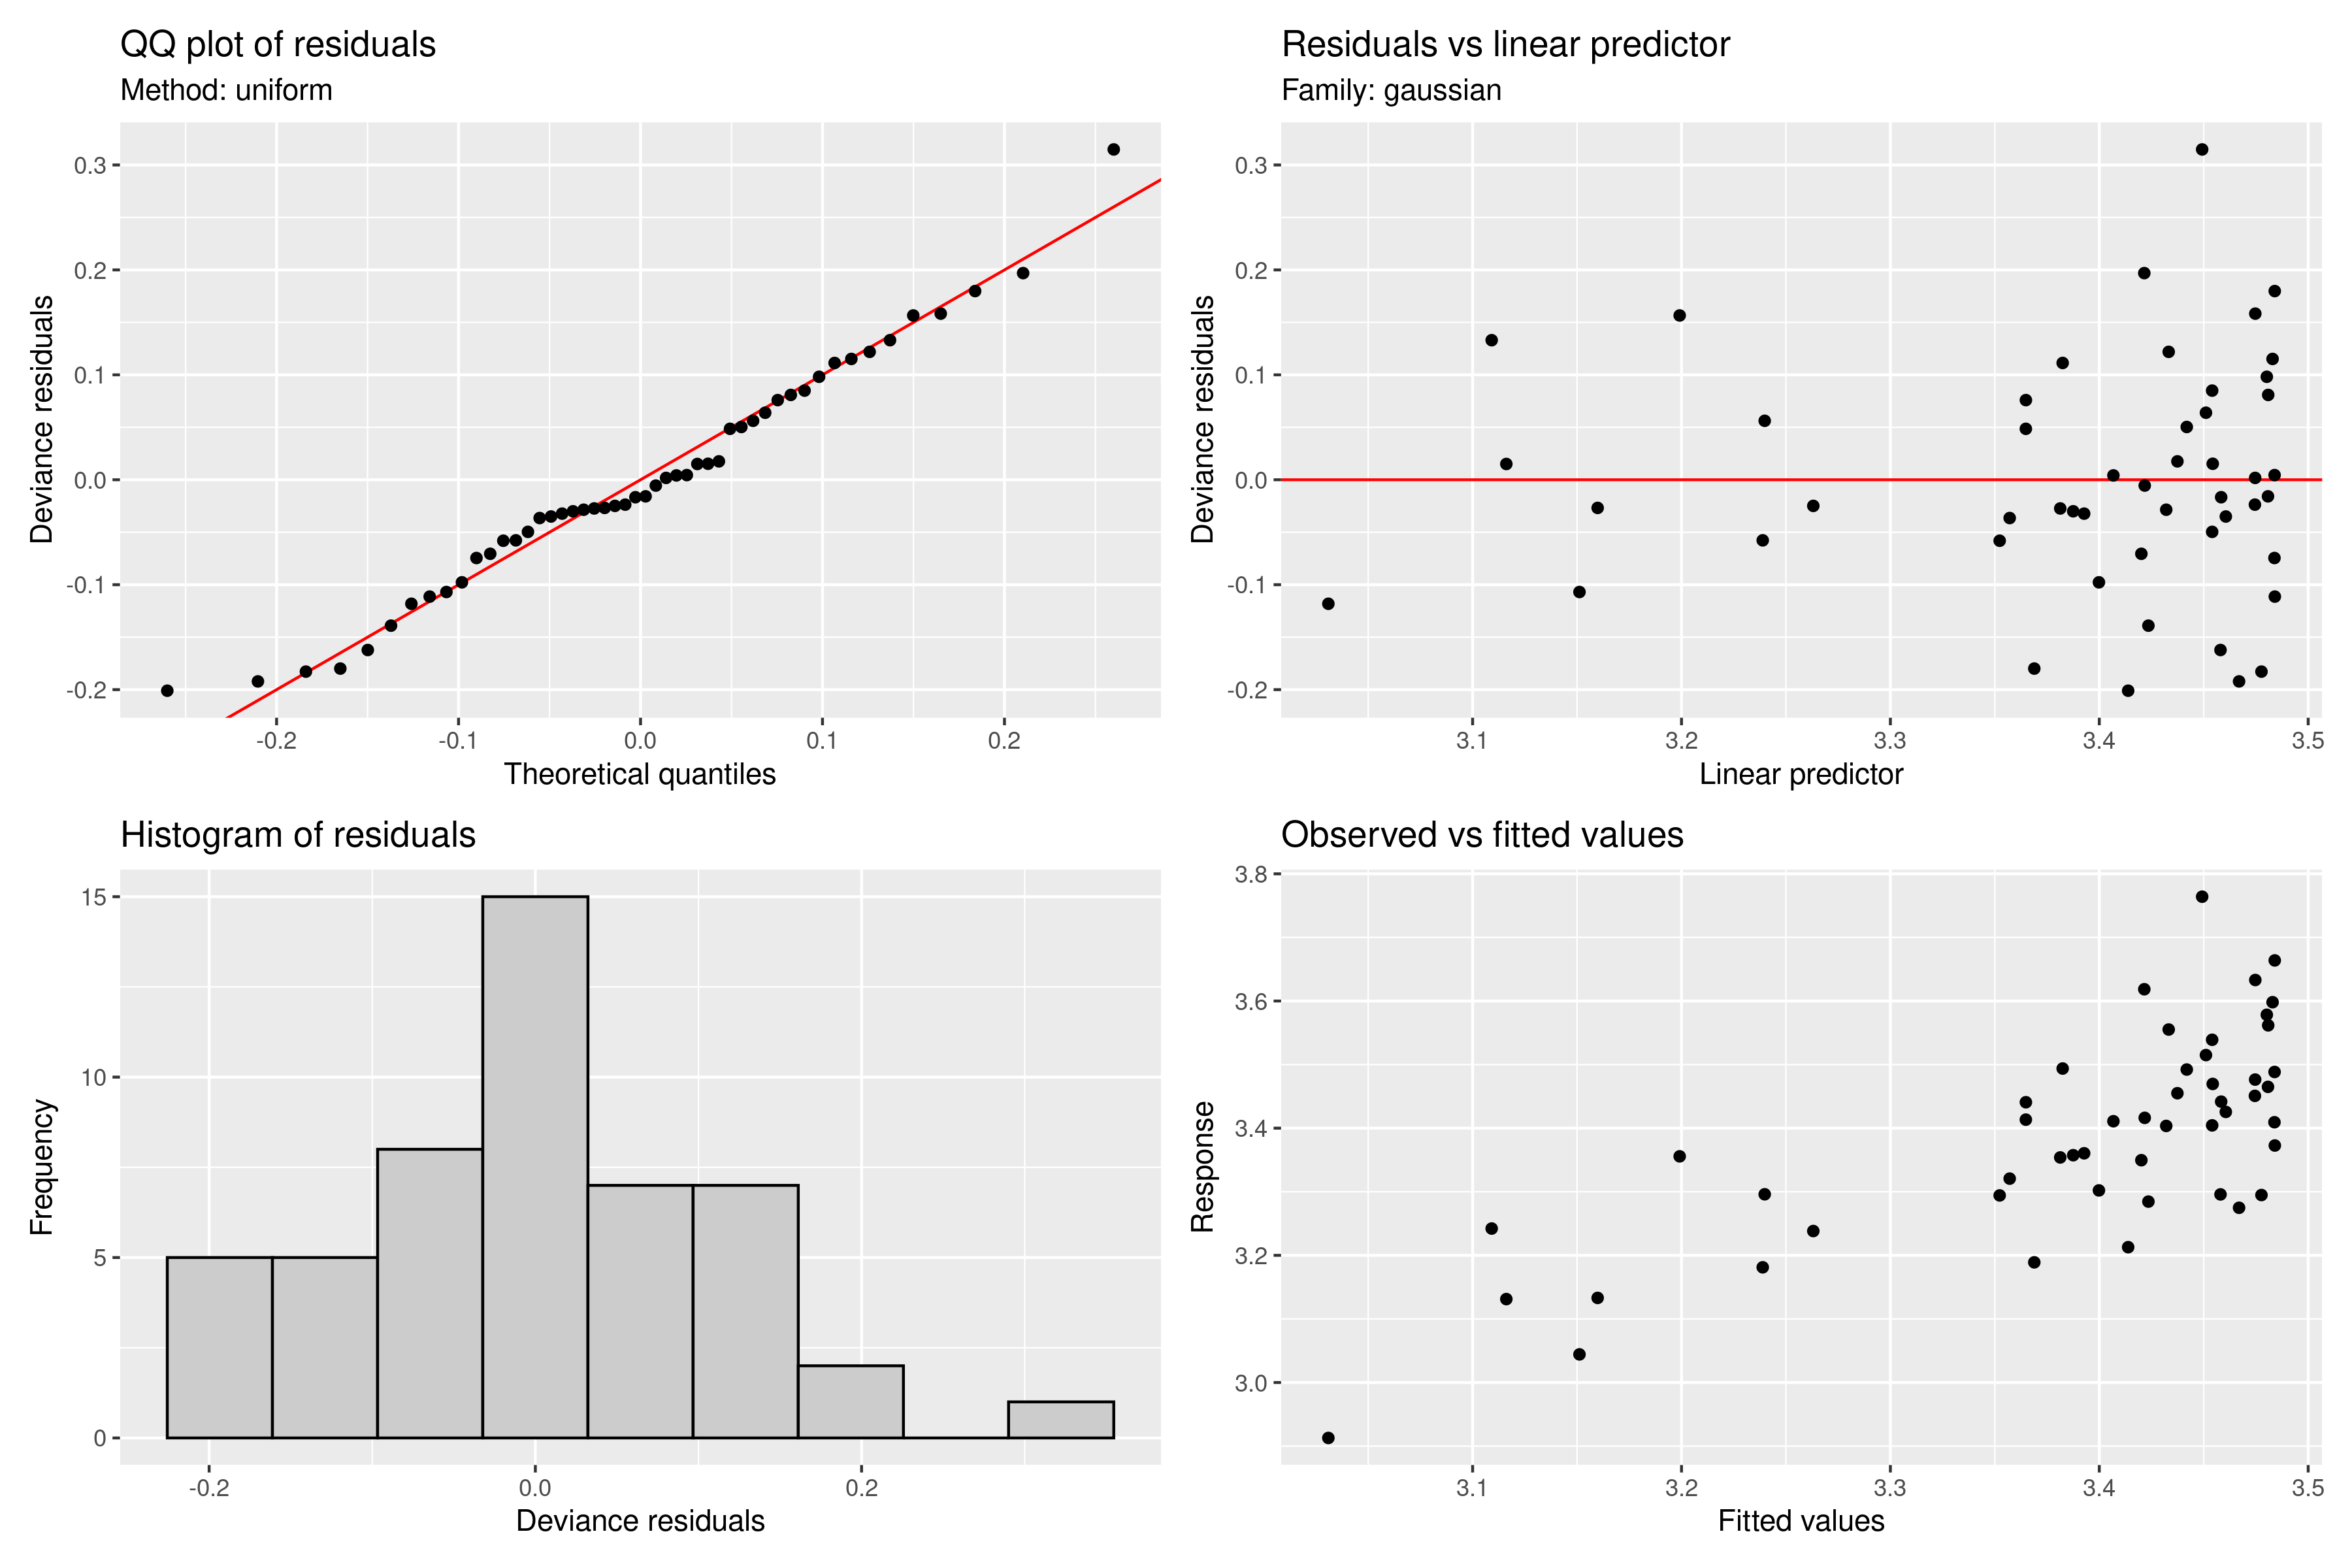 QQ plot of residuals
Method: uniform
0.3
0.2
0.1
0.0
-0.1
-0.2
Deviance residuals
-0.2
-0.1
0.0
0.1
0.2
Theoretical quantiles
Residuals vs linear predictor
Family: gaussian
0.3
0.2
0.1
0.0
-0.1
-0.2
Deviance residuals
3.1
3.2
3.3
3.4
3.5
Linear predictor
Histogram of residuals
15
10
5
0
Frequency
-0.2
0.0
0.2
Deviance residuals
Observed vs fitted values
3.8
3.6
3.4
3.2
3.0
Response
3.1
3.2
3.3
3.4
3.5
Fitted values